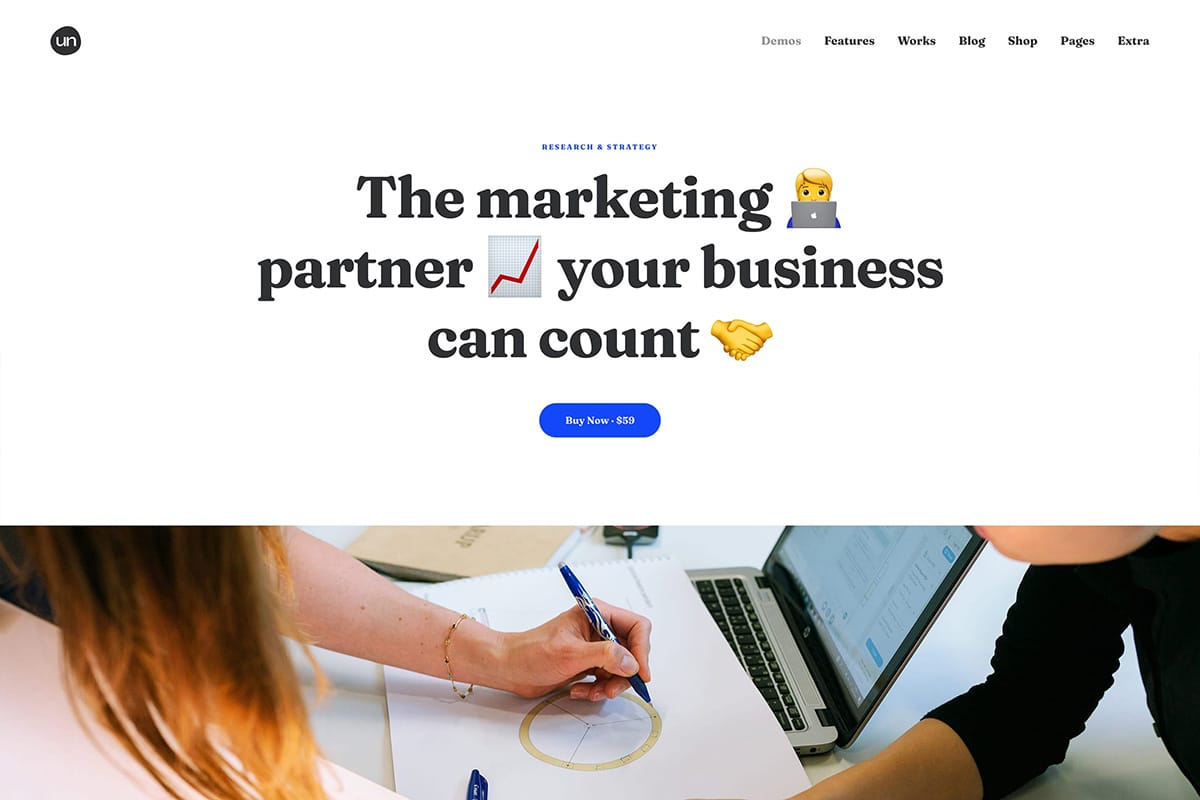 un
Demos Features Works Blog Shop Pages Extra
RESEARCH & STRATEGY
The marketing 👨‍💻
partner 📈 your business
can count 🤝
Buy Now · $59